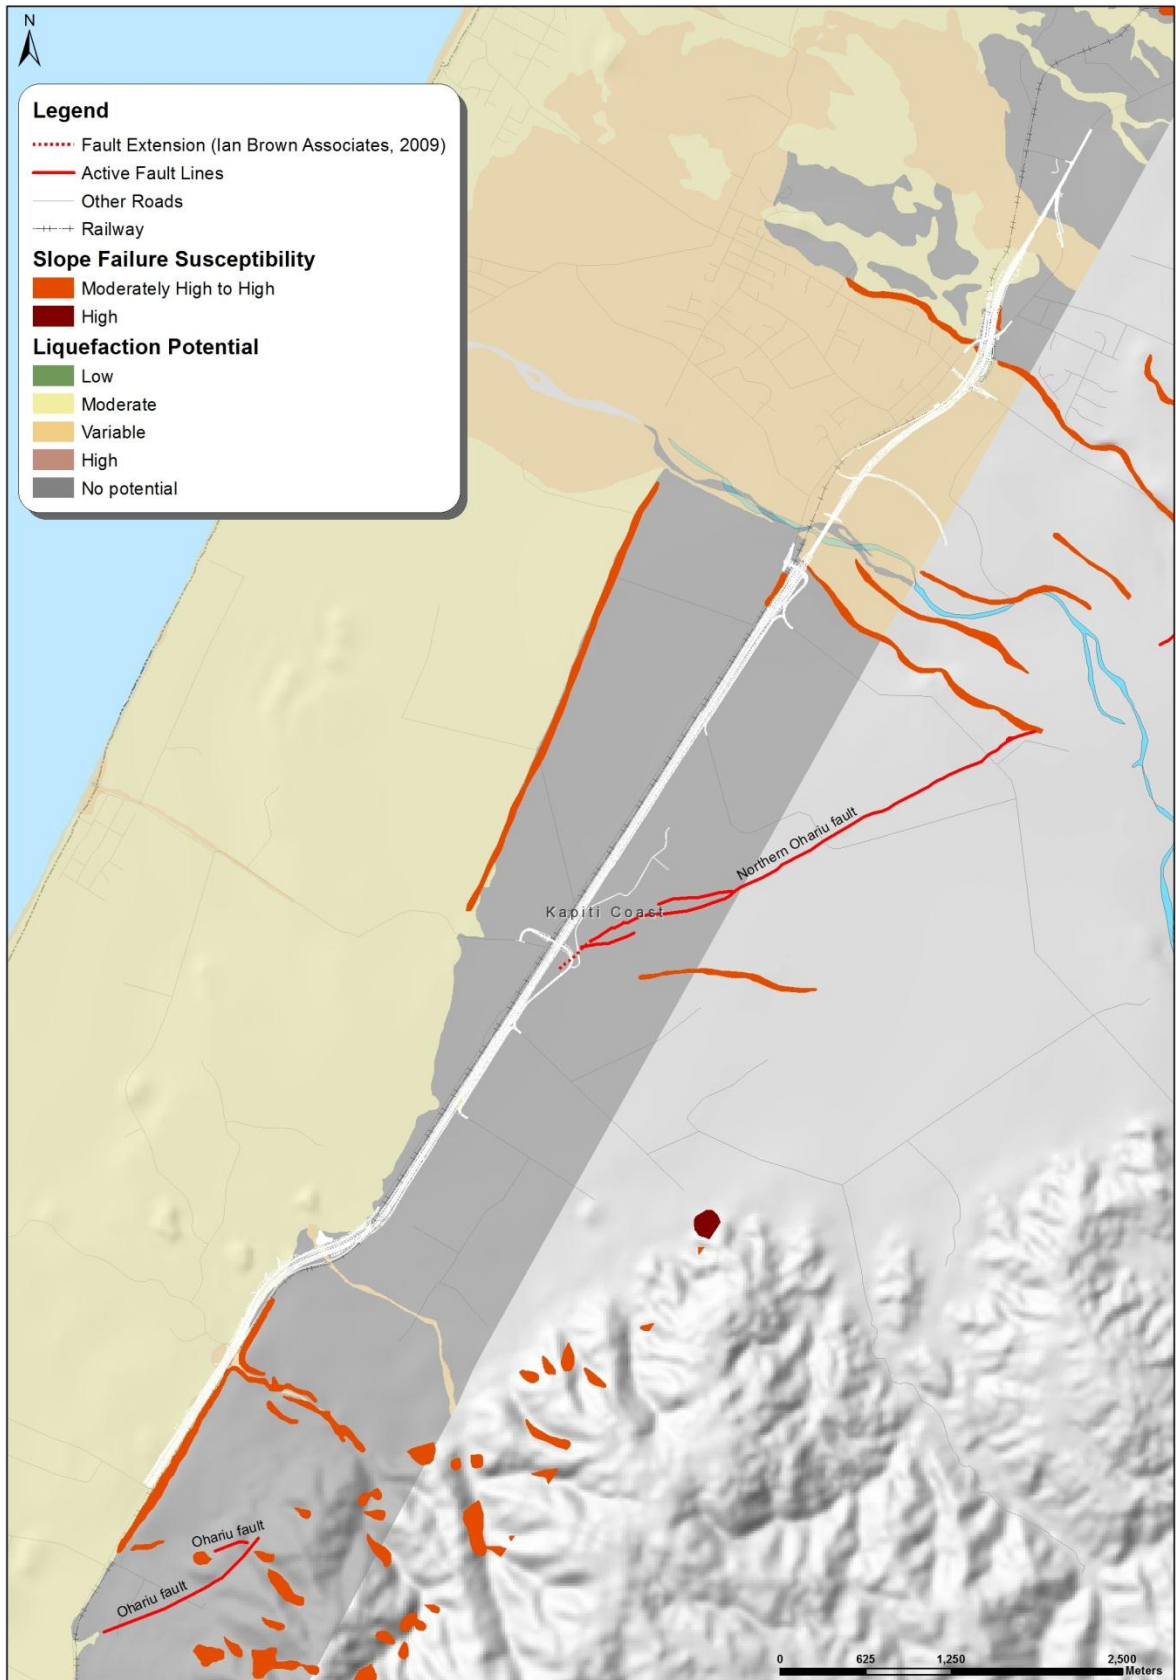 N
Legend
Fault Extension (Ian Brown Associates, 2009)
Active Fault Lines
Other Roads
Railway
Slope Failure Susceptibility
Moderately High to High
High
Liquefaction Potential
Low
Moderate
Variable
High
No potential
Northern Ohariu fault
Kapiti Coast
Ohariu fault
Ohariu fault
0 625 1,250 2,500
Meters